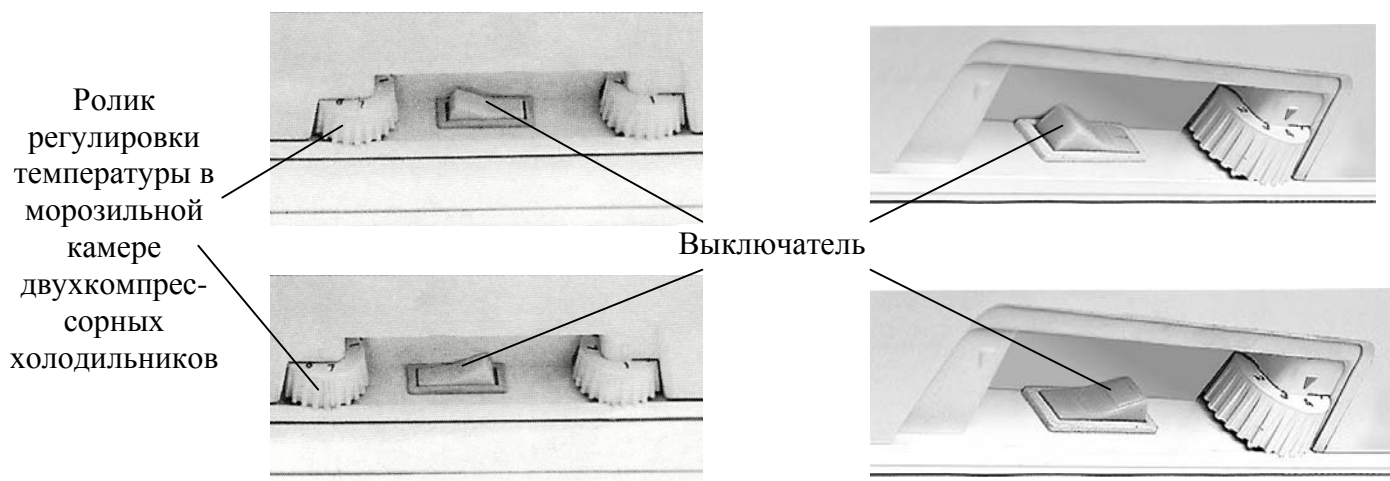 Ролик
регулировки
температуры в
морозильной
камере
двухкомпрес-
сорных
холодильников
Выключатель